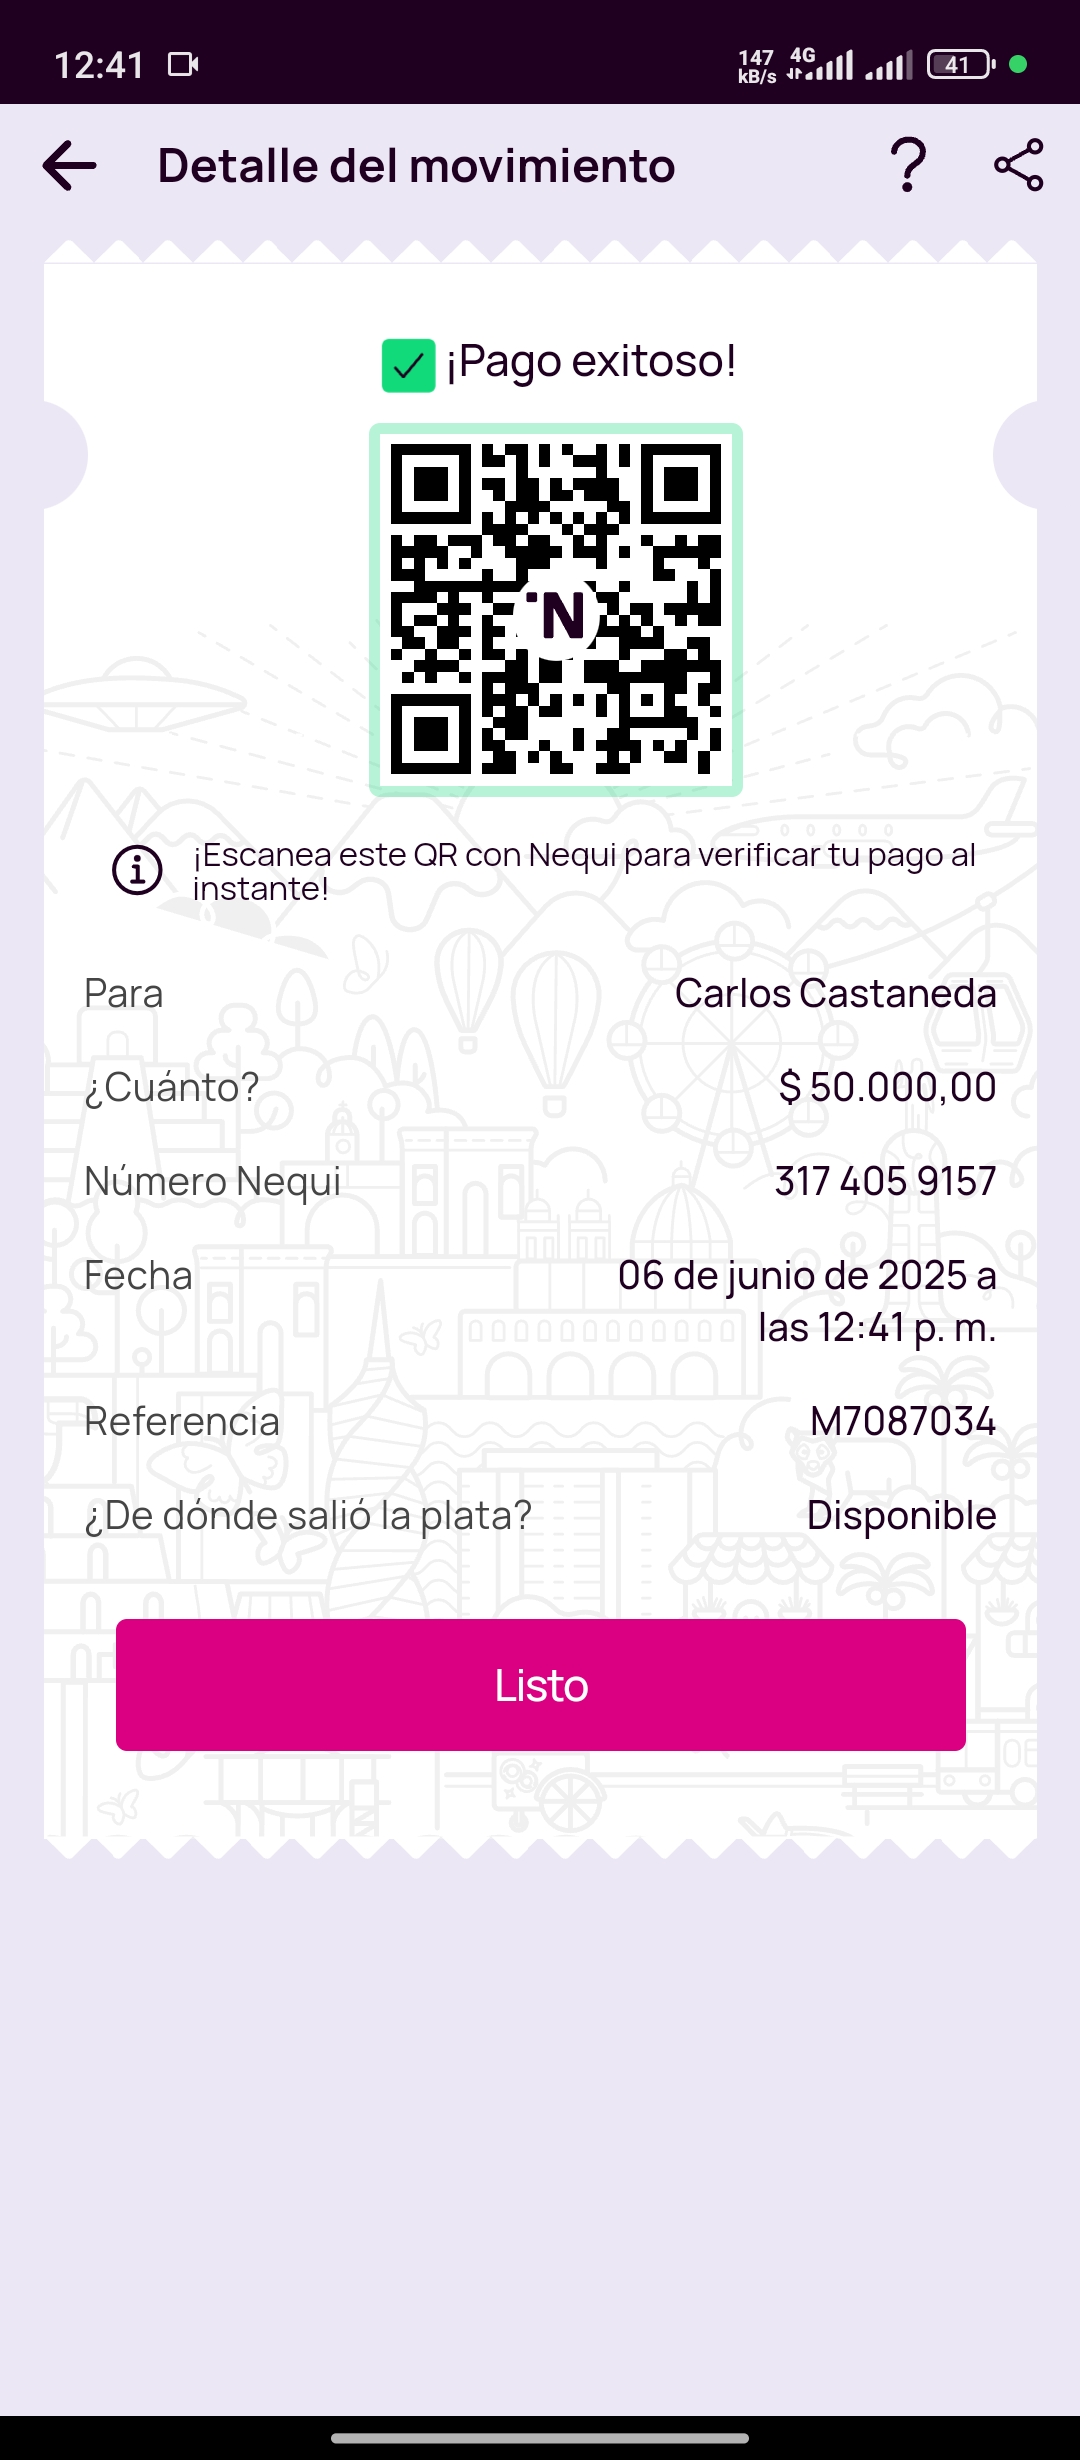 12:41
147 kB/s 4G 41
Detalle del movimiento
¡Pago exitoso!
N
¡Escanea este QR con Nequi para verificar tu pago al
instante!
Para Carlos Castaneda
¿Cuánto? $ 50.000,00
Número Nequi 317 405 9157
Fecha 06 de junio de 2025 a
las 12:41 p. m.
Referencia M7087034
¿De dónde salió la plata? Disponible
Listo